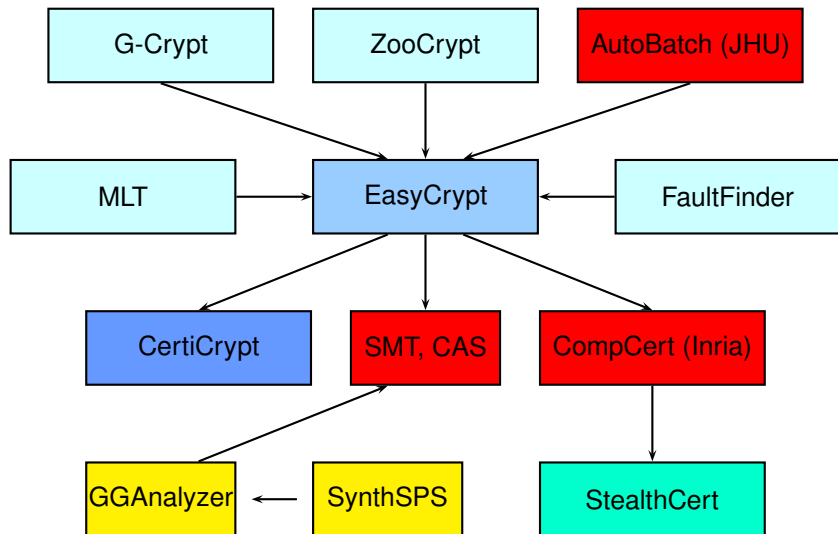 G-Crypt
ZooCrypt
AutoBatch (JHU)
MLT
EasyCrypt
FaultFinder
CertiCrypt
SMT, CAS
CompCert (Inria)
GGAnalyzer
SynthSPS
StealthCert